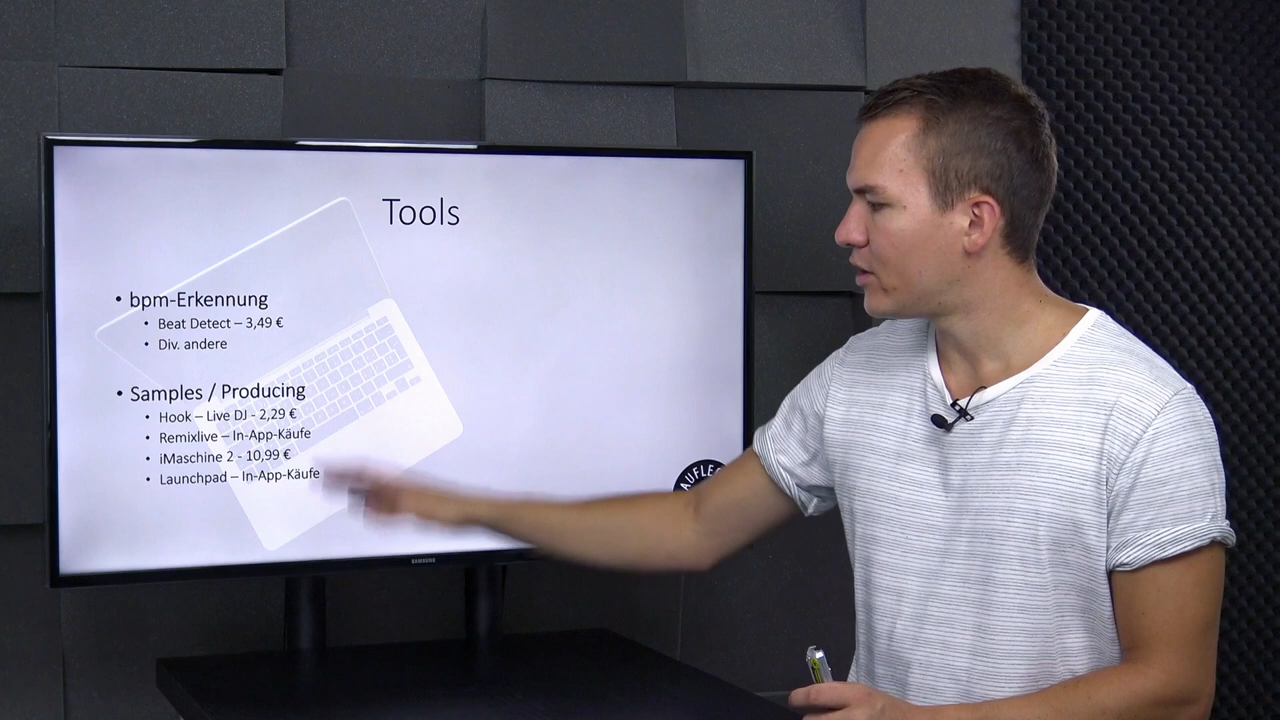 Tools
• bpm-Erkennung
• Beat Detect – 3,49 €
• Div. andere
• Samples / Producing
• Hook – Live DJ - 2,29 €
• Remixlive – In-App-Käufe
• iMaschine 2 - 10,99 €
• Launchpad – In-App-Käufe
SAMSUNG